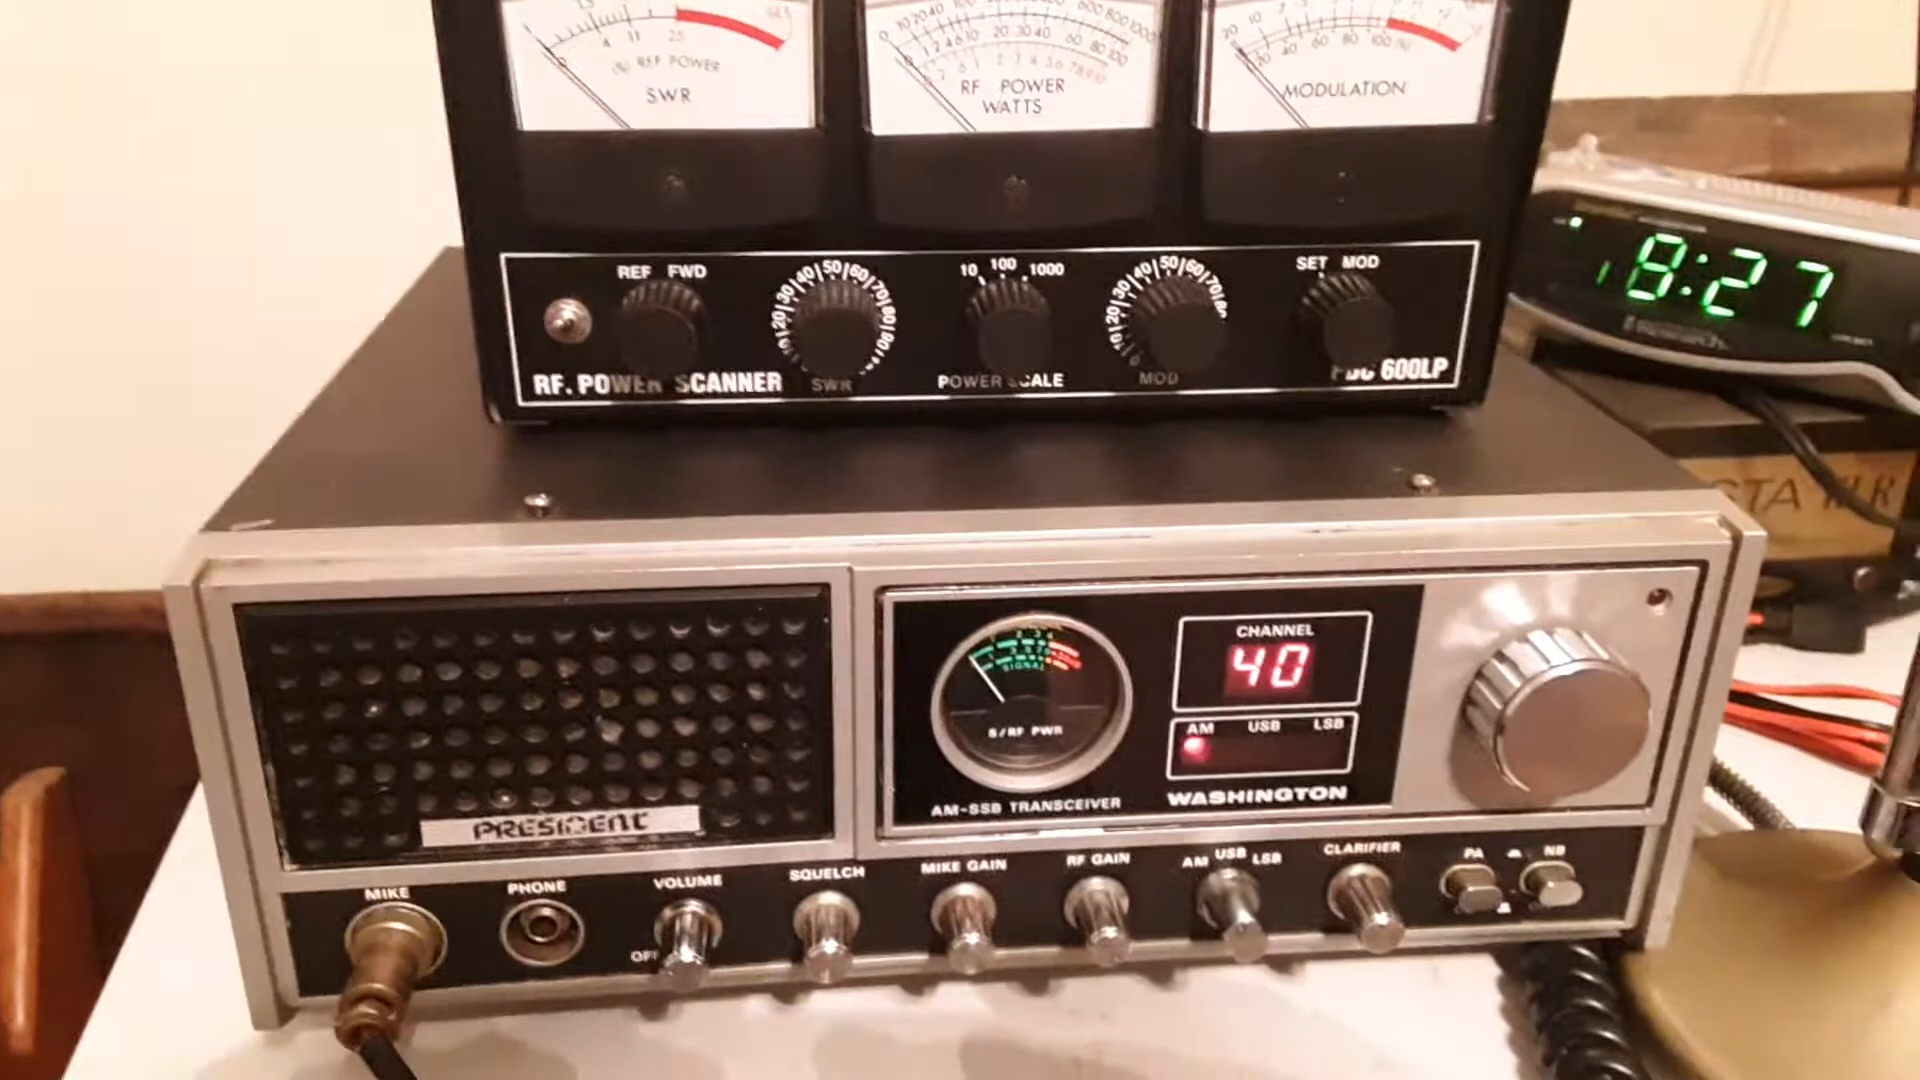 (%) REF POWER
SWR
RF POWER
WATTS
MODULATION
REF FWD
10 100 1000
SET MOD
RF. POWER SCANNER
SWR
POWER SCALE
MOD
600LP
8:27
CHANNEL
40
AM USB LSB
SIGNAL
S/RF PWR
AM-SSB TRANSCEIVER
WASHINGTON
PRESIDENT
MIKE
PHONE
OFF
VOLUME
SQUELCH
MIKE GAIN
RF GAIN
AM USB LSB
CLARIFIER
PA
NB